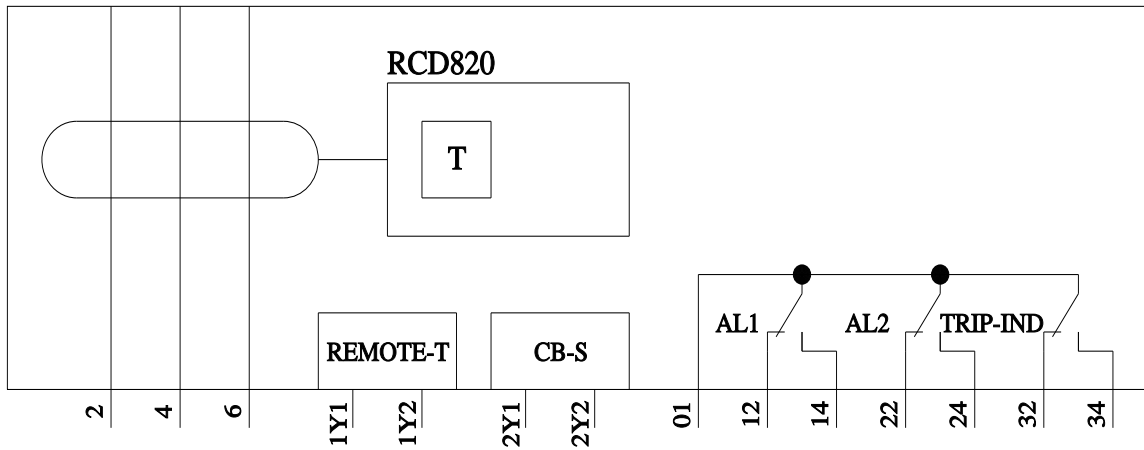 RCD820
T
AL1
AL2
TRIP-IND
REMOTE-T
CB-S
2
4
6
1Y1
1Y2
2Y1
2Y2
01
12
14
22
24
32
34